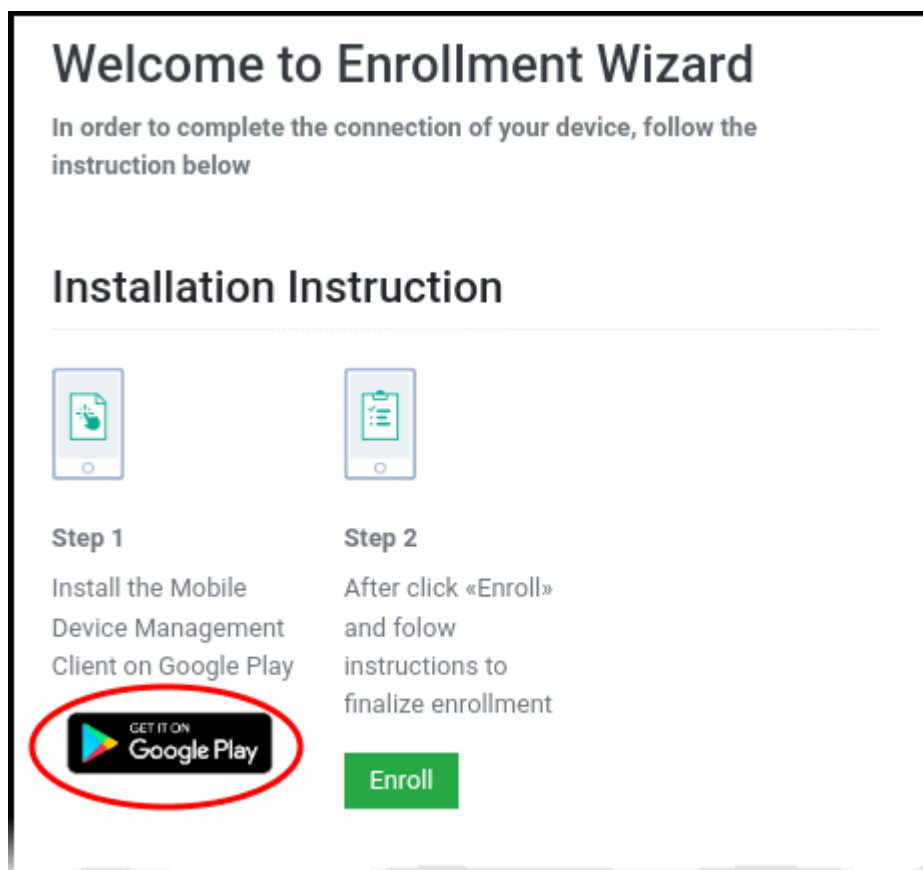 Welcome to Enrollment Wizard
In order to complete the connection of your device, follow the
instruction below
Installation Instruction
Step 1
Install the Mobile
Device Management
Client on Google Play
GET IT ON
Google Play
Step 2
After click «Enroll»
and folow
instructions to
finalize enrollment
Enroll